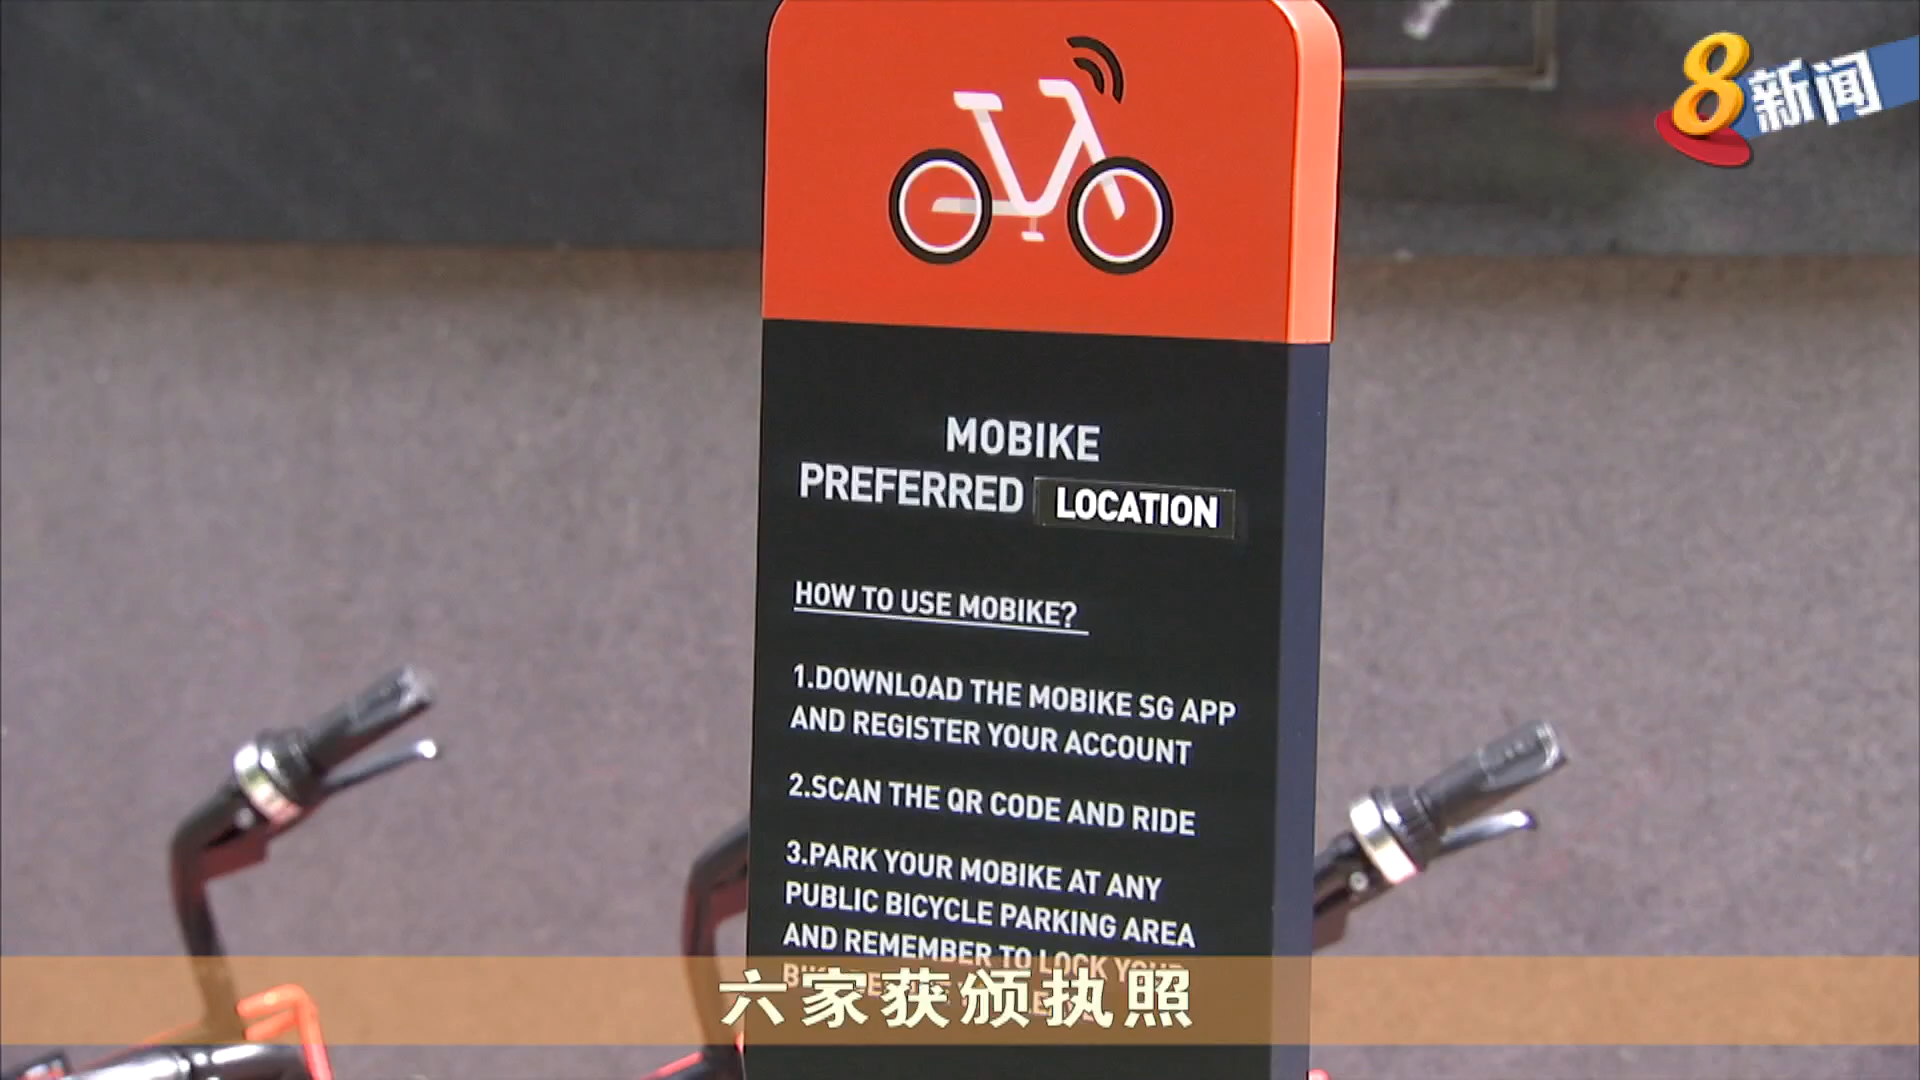 8新闻
MOBIKE
PREFERRED LOCATION
HOW TO USE MOBIKE?
1.DOWNLOAD THE MOBIKE SG APP
AND REGISTER YOUR ACCOUNT
2.SCAN THE QR CODE AND RIDE
3.PARK YOUR MOBIKE AT ANY
PUBLIC BICYCLE PARKING AREA
AND REMEMBER TO LOCK YOUR
六家获颁执照